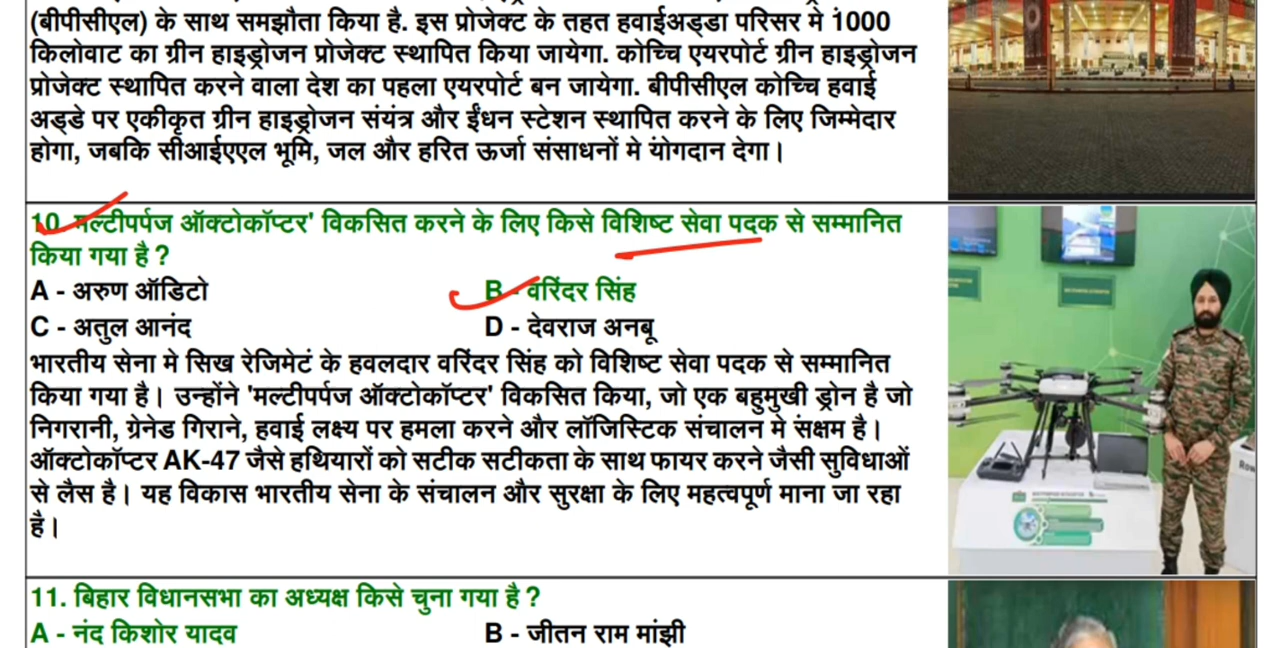 (बीपीसीएल) के साथ समझौता किया है. इस प्रोजेक्ट के तहत हवाईअड्डा परिसर मे 1000
किलोवाट का ग्रीन हाइड्रोजन प्रोजेक्ट स्थापित किया जायेगा. कोच्चि एयरपोर्ट ग्रीन हाइड्रोजन
प्रोजेक्ट स्थापित करने वाला देश का पहला एयरपोर्ट बन जायेगा. बीपीसीएल कोच्चि हवाई
अड्डे पर एकीकृत ग्रीन हाइड्रोजन संयंत्र और ईंधन स्टेशन स्थापित करने के लिए जिम्मेदार
होगा, जबकि सीआईएएल भूमि, जल और हरित ऊर्जा संसाधनों मे योगदान देगा।
10. मल्टीपर्पज ऑक्टोकॉप्टर' विकसित करने के लिए किसे विशिष्ट सेवा पदक से सम्मानित
किया गया है ?
A - अरुण ऑडिटो
B - वरिंदर सिंह
C - अतुल आनंद
D - देवराज अनबू
भारतीय सेना मे सिख रेजिमेटं के हवलदार वरिंदर सिंह को विशिष्ट सेवा पदक से सम्मानित
किया गया है। उन्होंने 'मल्टीपर्पज ऑक्टोकॉप्टर' विकसित किया, जो एक बहुमुखी ड्रोन है जो
निगरानी, ग्रेनेड गिराने, हवाई लक्ष्य पर हमला करने और लॉजिस्टिक संचालन मे सक्षम है।
ऑक्टोकॉप्टर AK-47 जैसे हथियारों को सटीक सटीकता के साथ फायर करने जैसी सुविधाओं
से लैस है। यह विकास भारतीय सेना के संचालन और सुरक्षा के लिए महत्वपूर्ण माना जा रहा
है।
11. बिहार विधानसभा का अध्यक्ष किसे चुना गया है ?
A - नंद किशोर यादव
B - जीतन राम मांझी